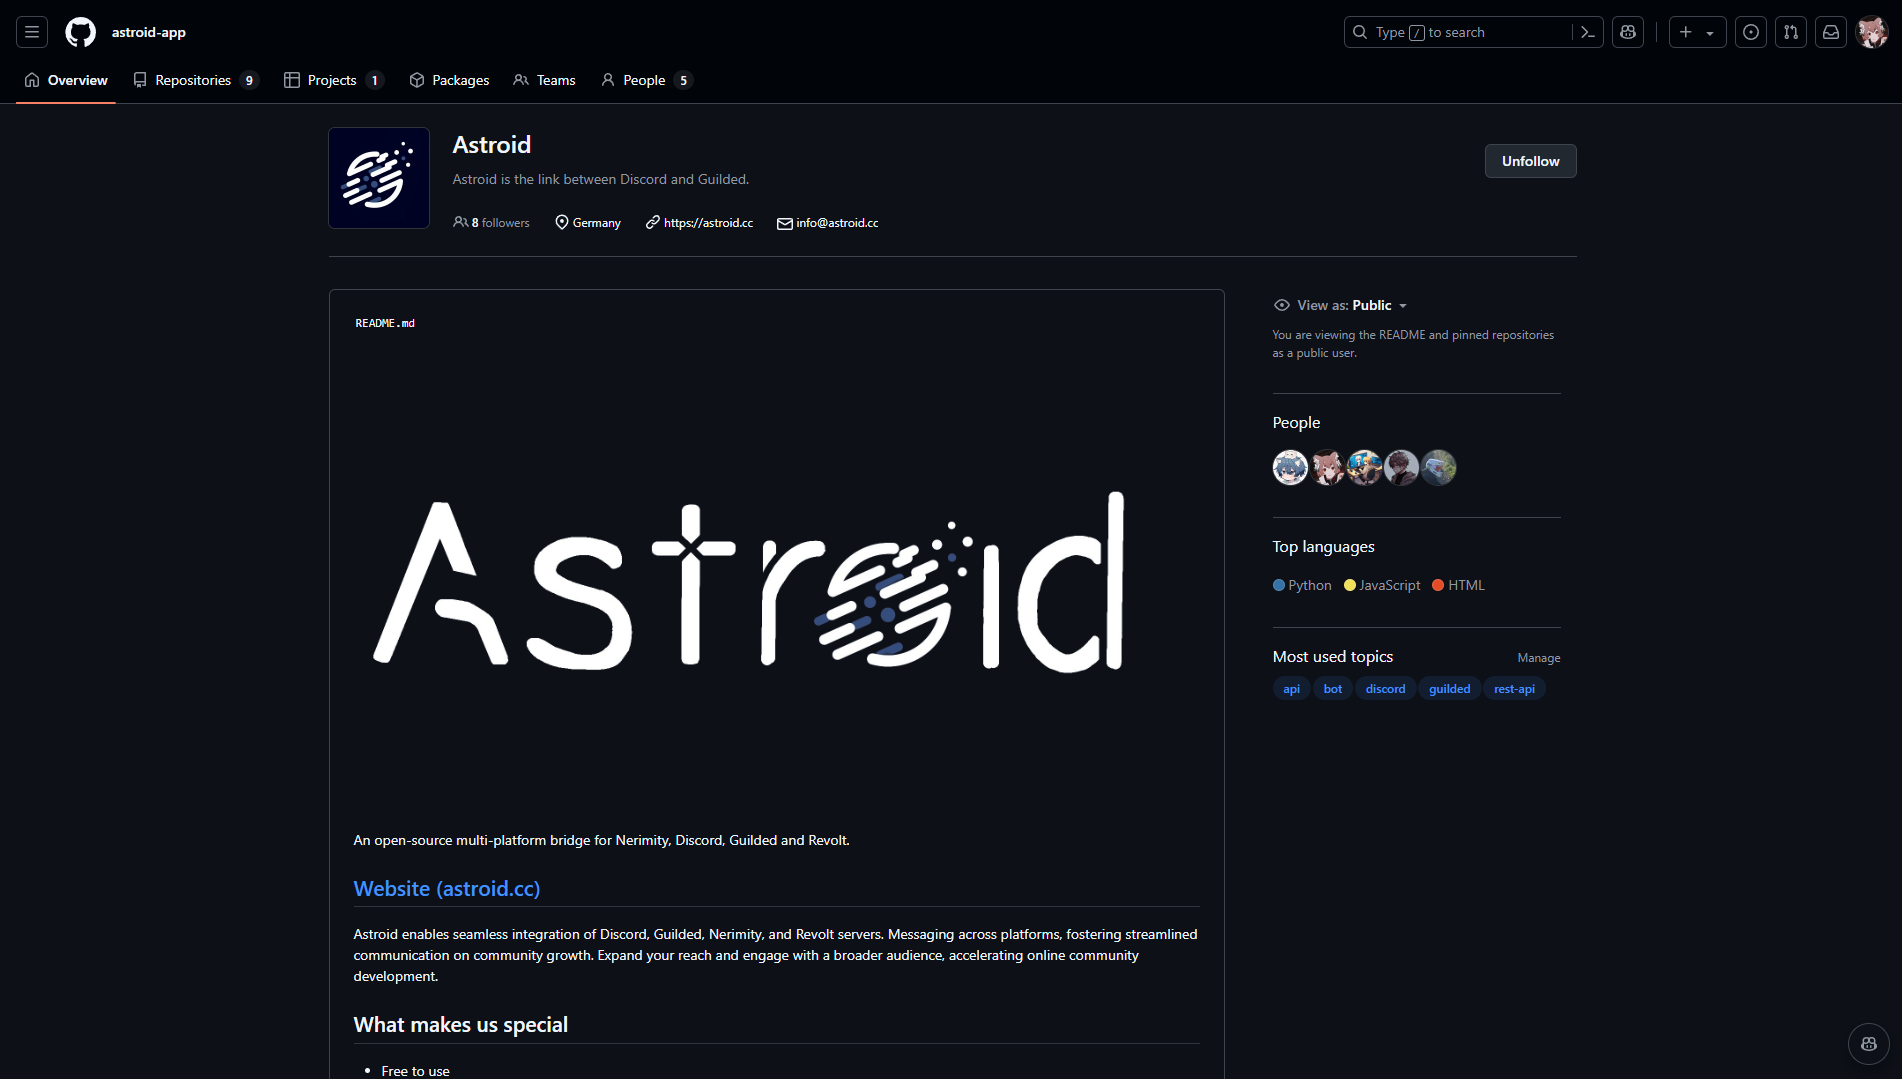 astroid-app
Type / to search
Overview
Repositories 9
Projects 1
Packages
Teams
People 5
Astroid
Astroid is the link between Discord and Guilded.
8 followers
Germany
https://astroid.cc
info@astroid.cc
Unfollow
README.md
Astroid
An open-source multi-platform bridge for Nerimity, Discord, Guilded and Revolt.
Website (astroid.cc)
Astroid enables seamless integration of Discord, Guilded, Nerimity, and Revolt servers. Messaging across platforms, fostering streamlined
communication on community growth. Expand your reach and engage with a broader audience, accelerating online community
development.
What makes us special
• Free to use
View as: Public
You are viewing the README and pinned repositories
as a public user.
People
Top languages
Python JavaScript HTML
Most used topics
Manage
api bot discord guilded rest-api